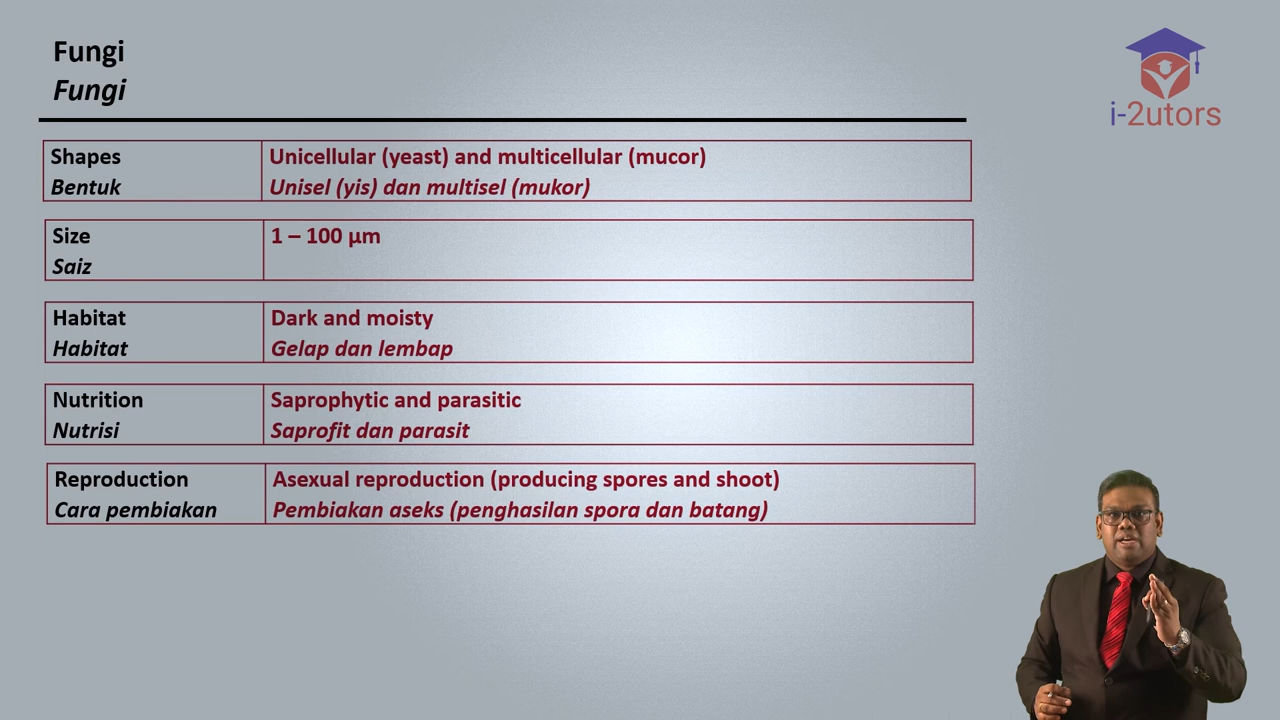 Fungi
Fungi
i-2utors
Shapes
Bentuk
Unicellular (yeast) and multicellular (mucor)
Unisel (yis) dan multisel (mukor)
Size
Saiz
1 – 100 µm
Habitat
Habitat
Dark and moisty
Gelap dan lembap
Nutrition
Nutrisi
Saprophytic and parasitic
Saprofit dan parasit
Reproduction
Cara pembiakan
Asexual reproduction (producing spores and shoot)
Pembiakan aseks (penghasilan spora dan batang)